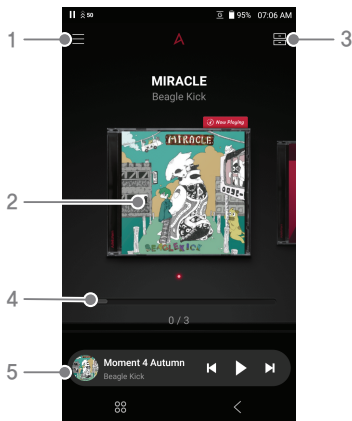 50 95% 07:06 AM
1
3
MIRACLE
Beagle Kick
Now Playing
MIRACLE
2
BEAGLEKICK
4
0 / 3
5
Moment 4 Autumn
Beagle Kick